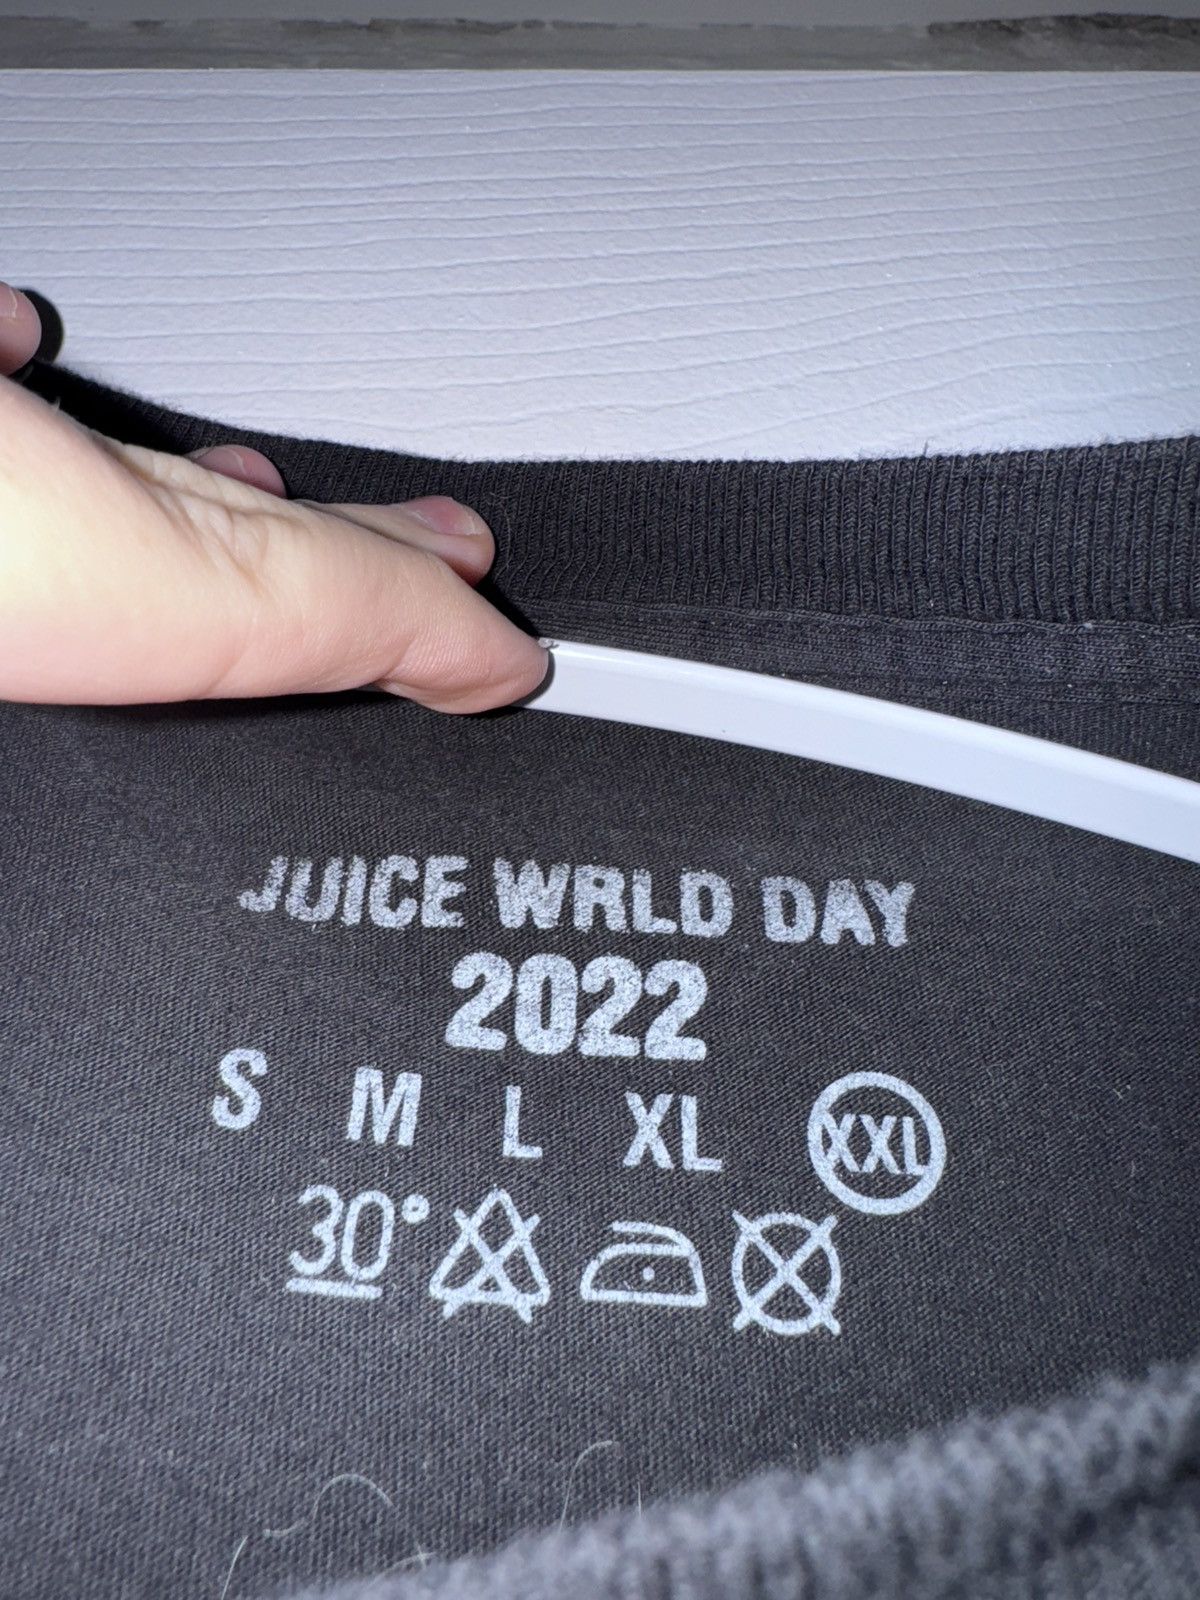 JUICE WRLD DAY
2022
S M L XL XXL
30°